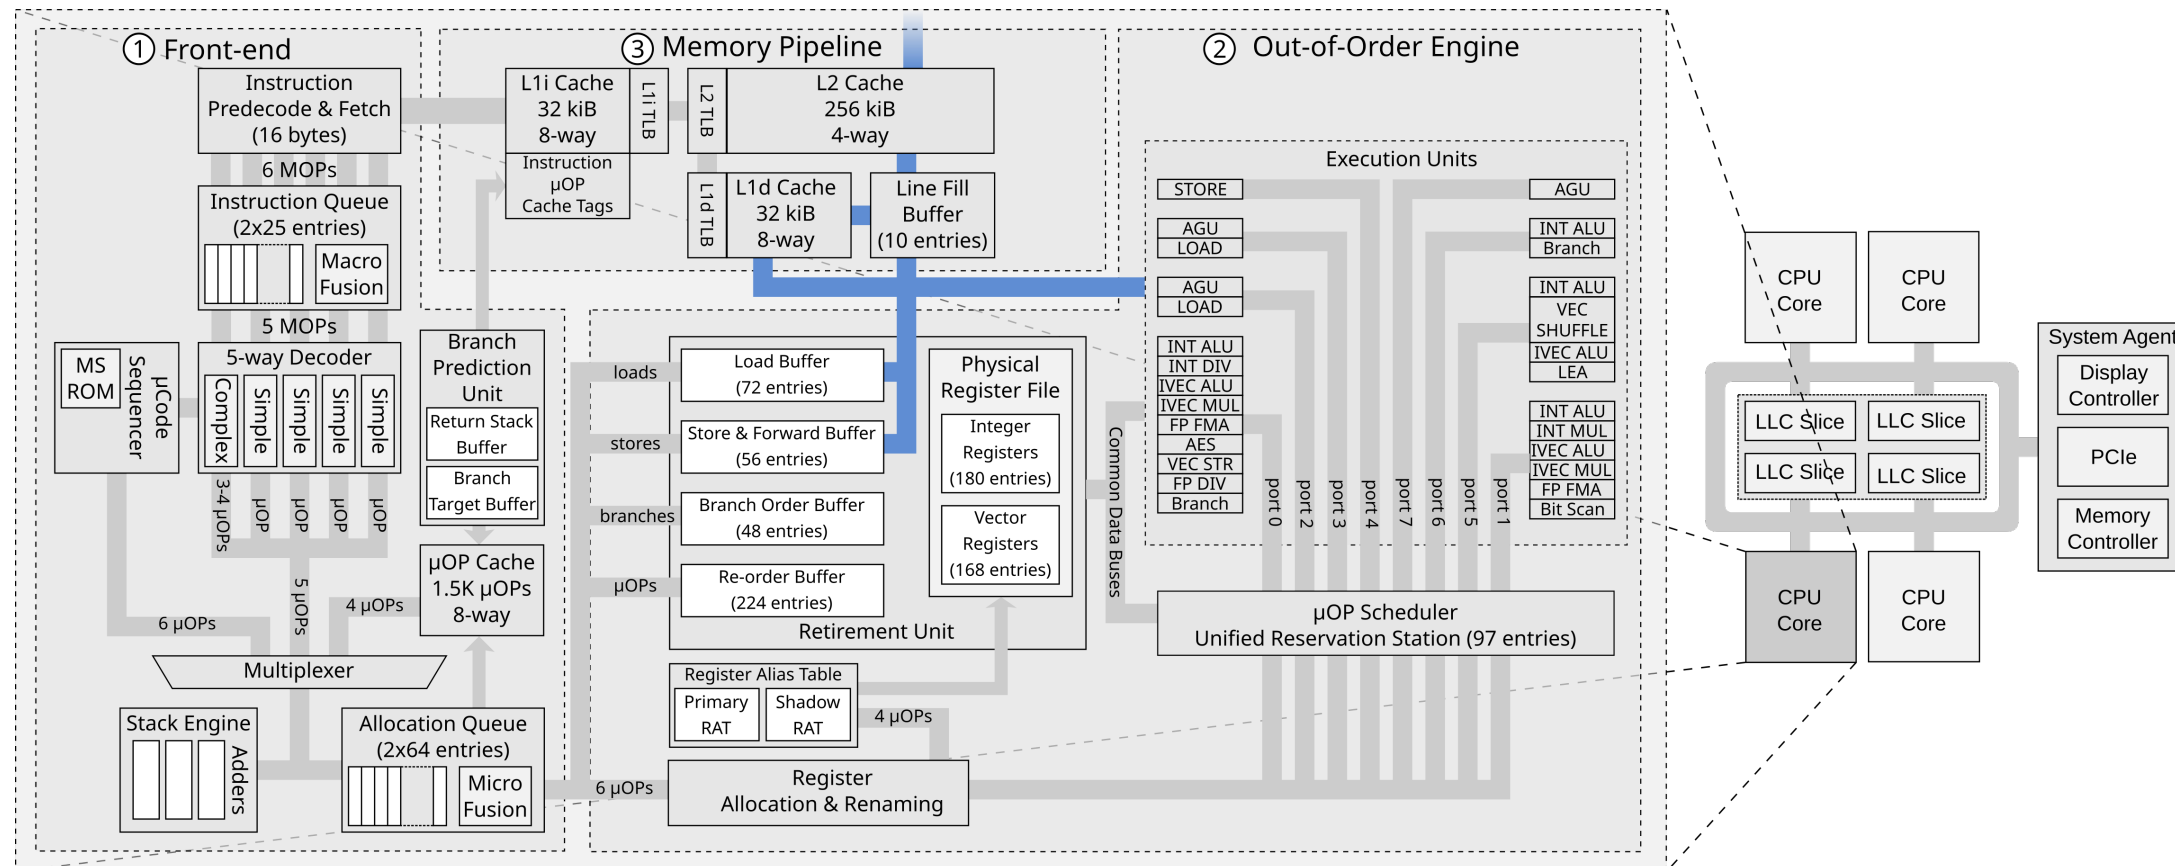 1 Front-end
Instruction
Predecode & Fetch
(16 bytes)
6 MOPs
Instruction Queue
(2x25 entries)
Macro
Fusion
5 MOPs
MS
ROM
µCode
Sequencer
5-way Decoder
Complex
Simple
Simple
Simple
Simple
3-4 µOPs
µOP
µOP
µOP
µOP
Branch
Prediction
Unit
Return Stack
Buffer
Branch
Target Buffer
µOP Cache
1.5K µOPs
8-way
6 µOPs
5 µOPs
4 µOPs
Multiplexer
Stack Engine
Adders
Allocation Queue
(2x64 entries)
Micro
Fusion
3 Memory Pipeline
L1i Cache
32 kiB
8-way
L1i TLB
Instruction
µOP
Cache Tags
L2 TLB
L2 Cache
256 kiB
4-way
L1d TLB
L1d Cache
32 kiB
8-way
Line Fill
Buffer
(10 entries)
2 Out-of-Order Engine
loads
Load Buffer
(72 entries)
stores
Store & Forward Buffer
(56 entries)
branches
Branch Order Buffer
(48 entries)
µOPs
Re-order Buffer
(224 entries)
Retirement Unit
Physical
Register File
Integer
Registers
(180 entries)
Vector
Registers
(168 entries)
Register Alias Table
Primary
RAT
Shadow
RAT
4 µOPs
6 µOPs
Register
Allocation & Renaming
Common Data Buses
Execution Units
STORE
AGU
LOAD
AGU
LOAD
INT ALU
INT DIV
IVEC ALU
IVEC MUL
FP FMA
AES
VEC STR
FP DIV
Branch
AGU
INT ALU
Branch
INT ALU
VEC
SHUFFLE
IVEC ALU
LEA
INT ALU
INT MUL
IVEC ALU
IVEC MUL
FP FMA
Bit Scan
port 0
port 2
port 3
port 4
port 7
port 6
port 5
port 1
µOP Scheduler
Unified Reservation Station (97 entries)
CPU
Core
CPU
Core
LLC Slice
LLC Slice
LLC Slice
LLC Slice
CPU
Core
CPU
Core
System Agent
Display
Controller
PCIe
Memory
Controller